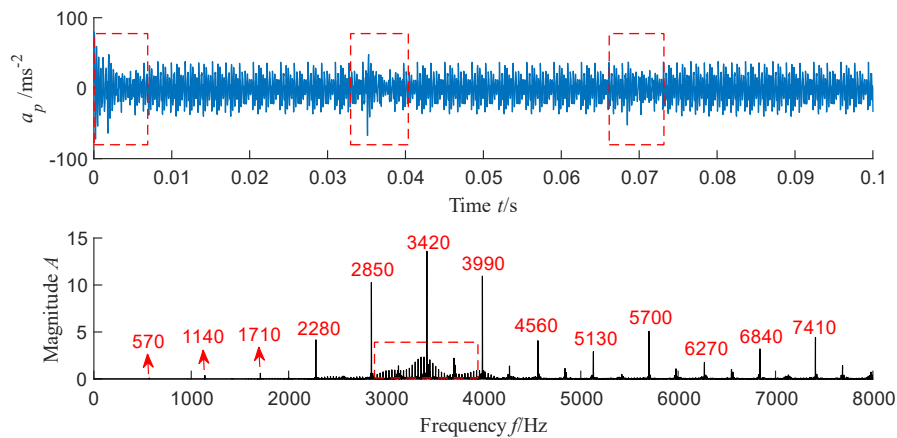 100
0
-100
a_p /ms⁻²
0 0.01 0.02 0.03 0.04 0.05 0.06 0.07 0.08 0.09 0.1
Time t/s
15
10
5
0
Magnitude A
570 1140 1710 2280 2850 3420 3990 4560 5130 5700 6270 6840 7410
0 1000 2000 3000 4000 5000 6000 7000 8000
Frequency f/Hz